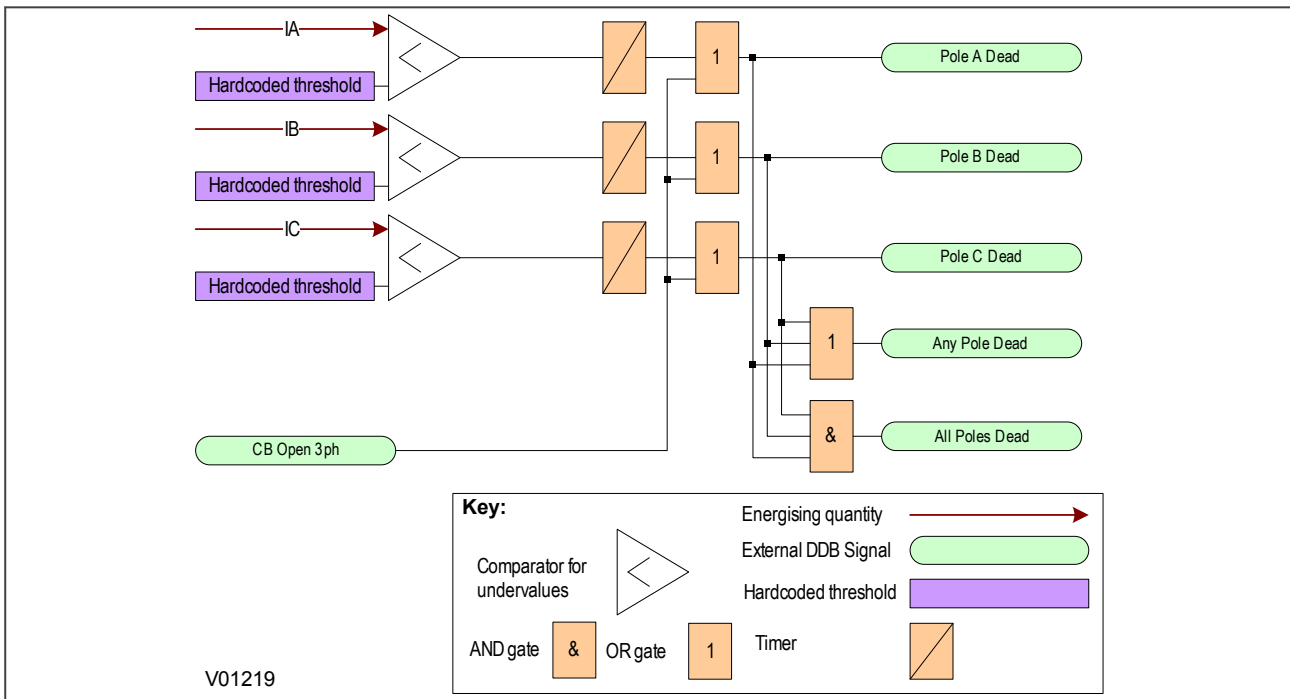 IA
Hardcoded threshold
1
Pole A Dead
IB
Hardcoded threshold
1
Pole B Dead
IC
Hardcoded threshold
1
Pole C Dead
1
Any Pole Dead
&
All Poles Dead
CB Open 3ph
Key:
Energising quantity
Comparator for
undervalues
External DDB Signal
Hardcoded threshold
AND gate
&
OR gate
1
Timer
V01219